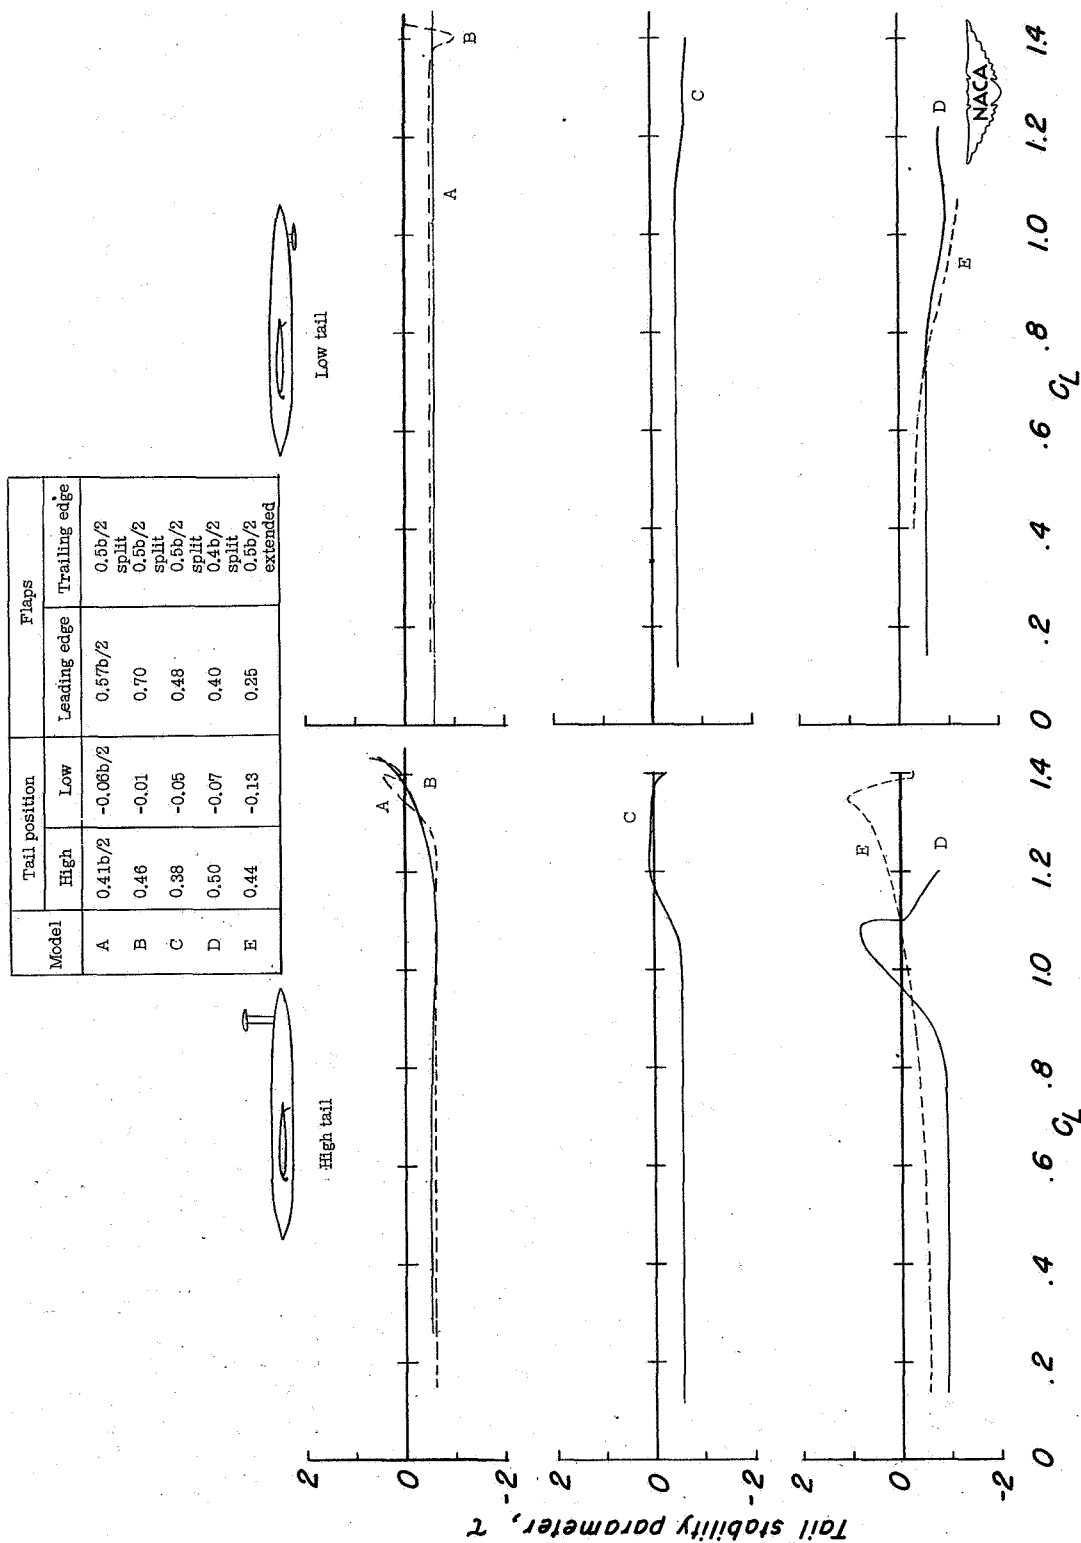 Model
Tail position
Flaps
High
Low
Leading edge
Trailing edge
A
0.41b/2
-0.06b/2
0.57b/2
0.5b/2
split
B
0.46
-0.01
0.70
0.5b/2
split
C
0.38
-0.05
0.48
0.5b/2
split
D
0.50
-0.07
0.40
0.4b/2
split
E
0.44
-0.13
0.25
0.5b/2
extended
High tail
Low tail
Tail stability parameter, τ
2
0
-2
A
B
A
B
2
0
-2
C
C
2
0
-2
E
D
E
D
0 .2 .4 .6 .8 1.0 1.2 1.4
C_L
0 .2 .4 .6 .8 1.0 1.2 1.4
C_L
NACA